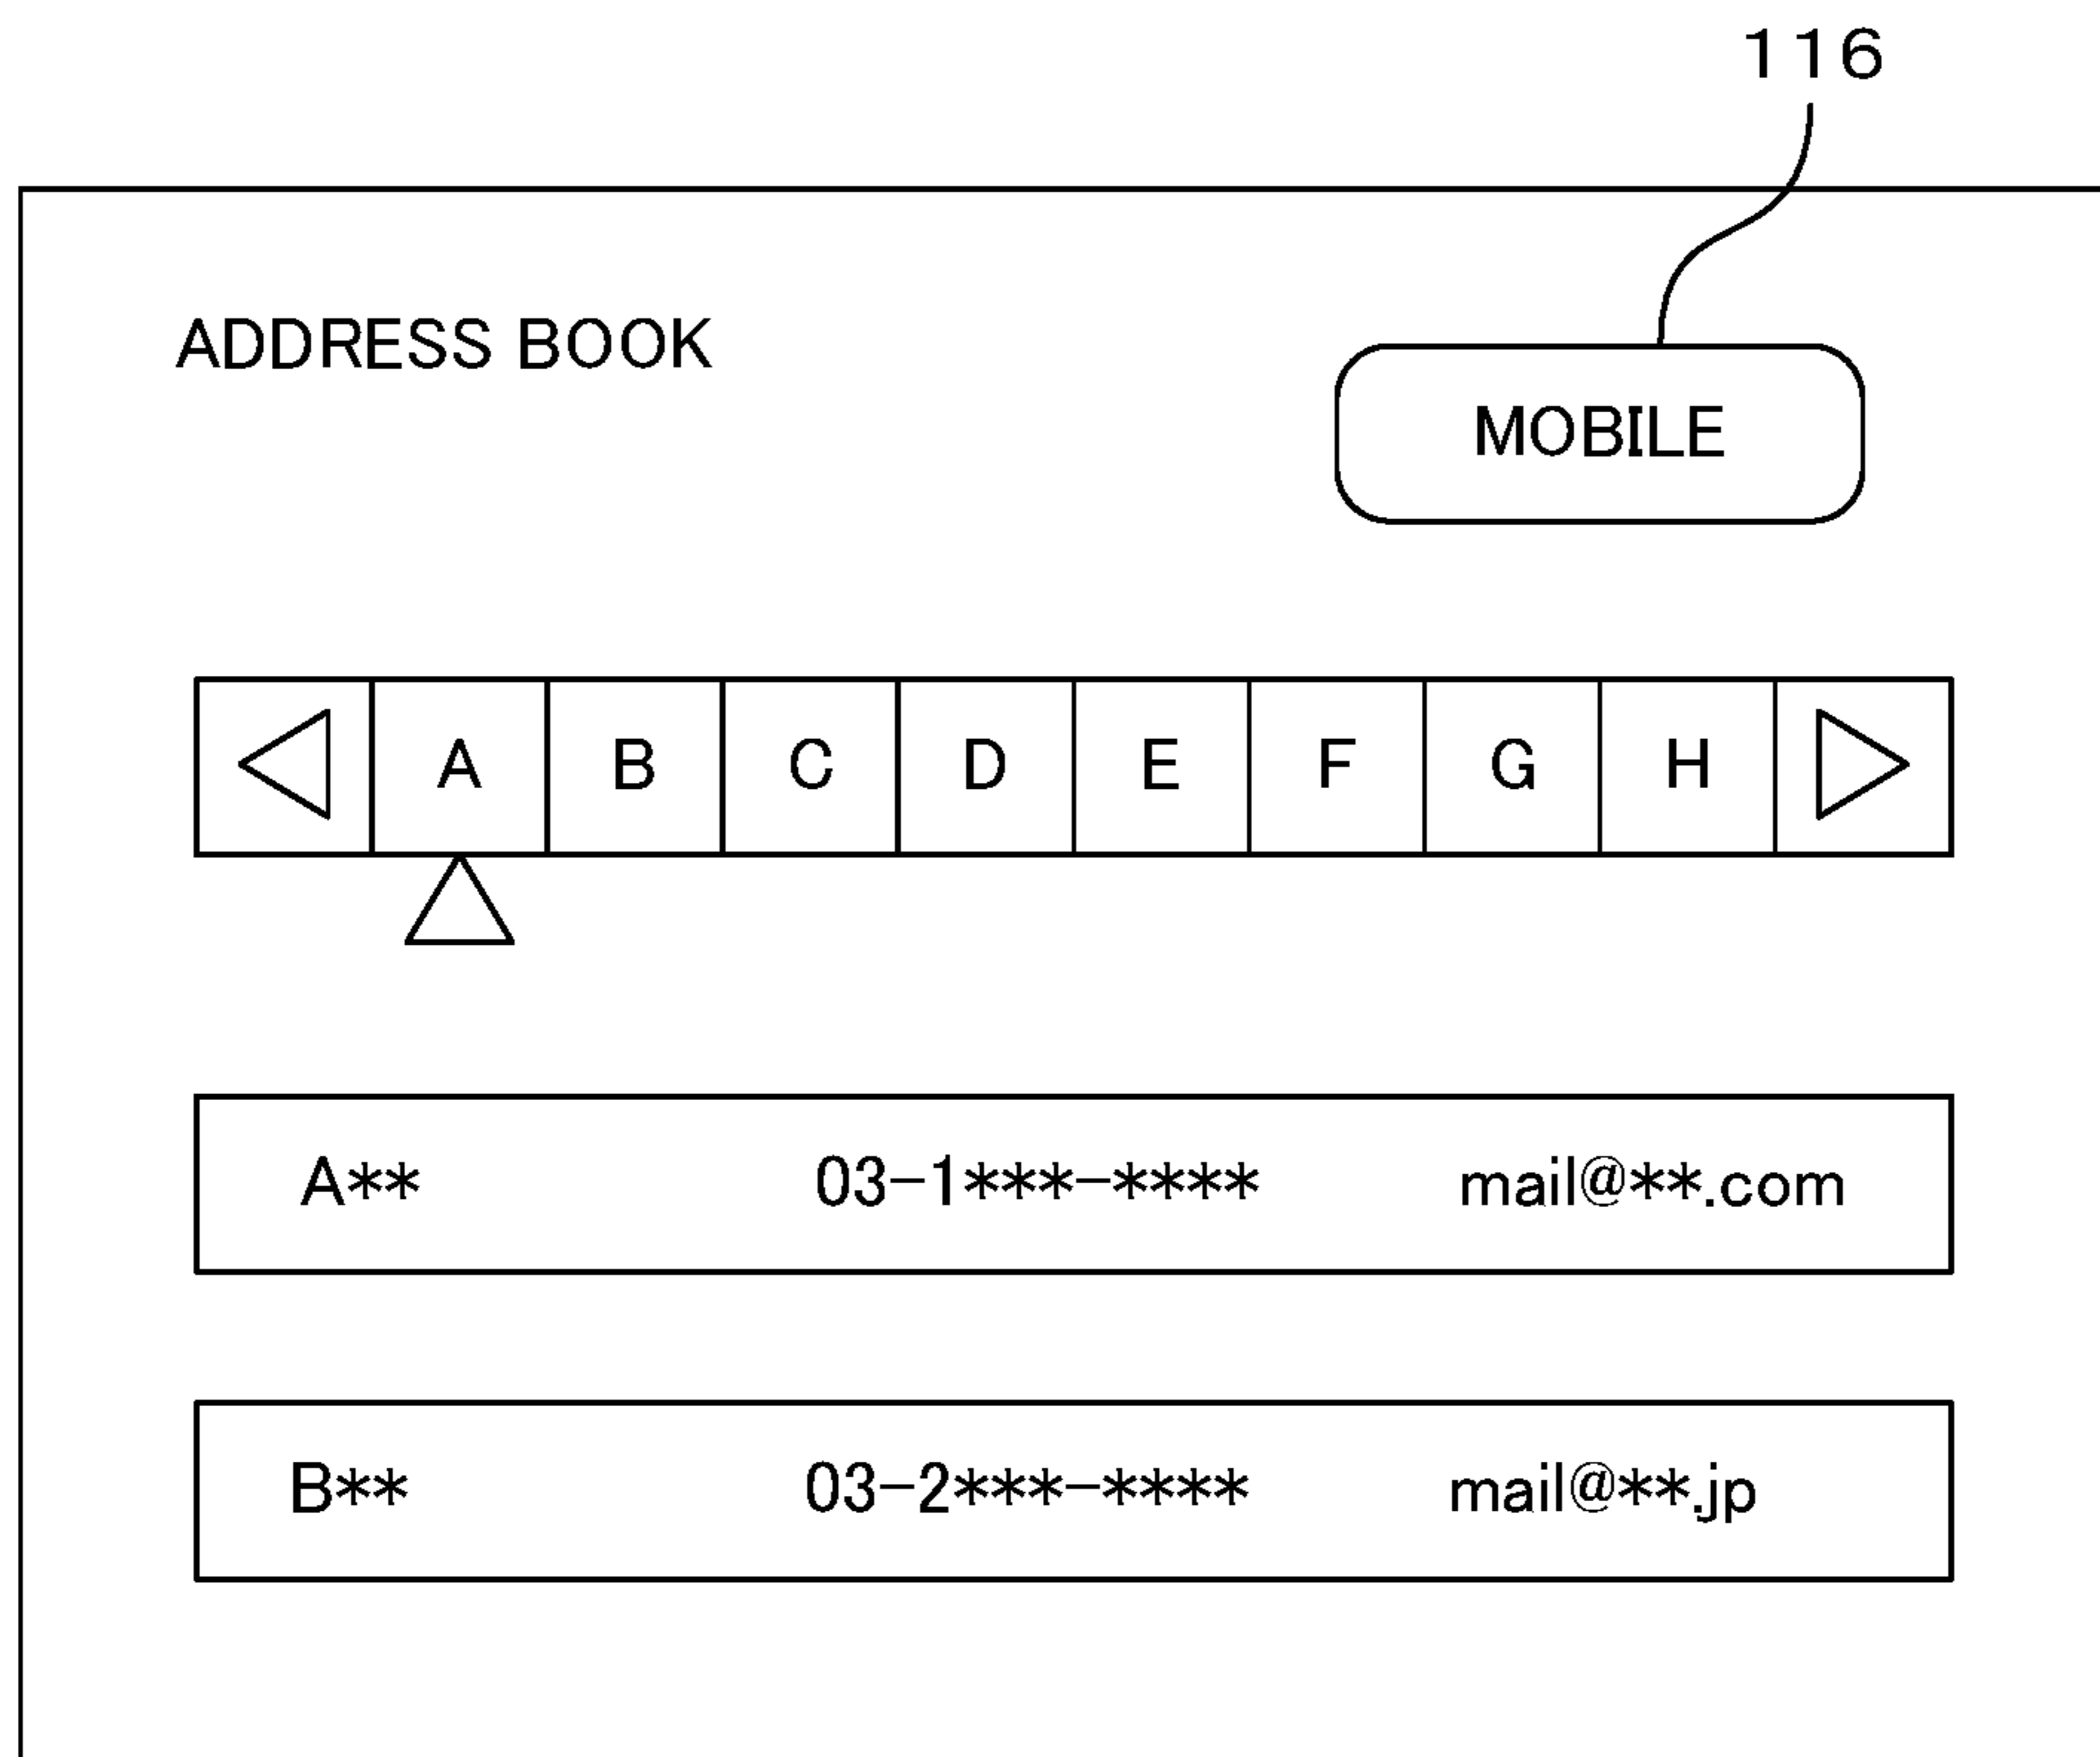 116
ADDRESS BOOK
MOBILE
A B C D E F G H
A** 03-1***-**** mail@**.com
B** 03-2***-**** mail@**.jp